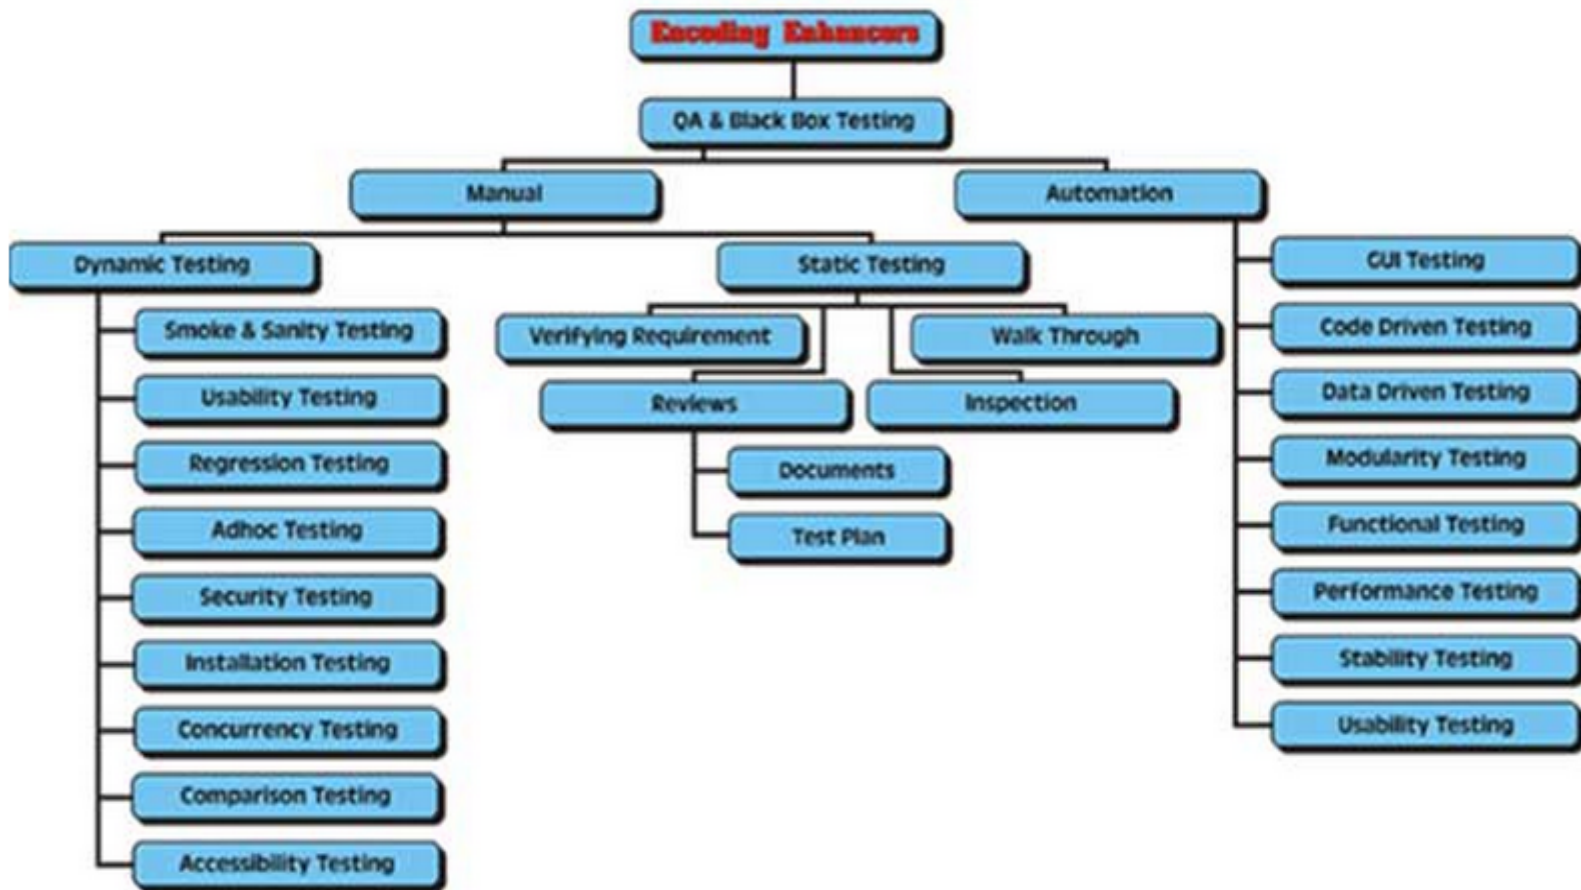 Encoding Enhancers
QA & Black Box Testing
Manual
Automation
Dynamic Testing
Static Testing
GUI Testing
Smoke & Sanity Testing
Verifying Requirement
Walk Through
Code Driven Testing
Usability Testing
Reviews
Inspection
Data Driven Testing
Regression Testing
Documents
Modularity Testing
Adhoc Testing
Test Plan
Functional Testing
Security Testing
Performance Testing
Installation Testing
Stability Testing
Concurrency Testing
Usability Testing
Comparison Testing
Accessibility Testing